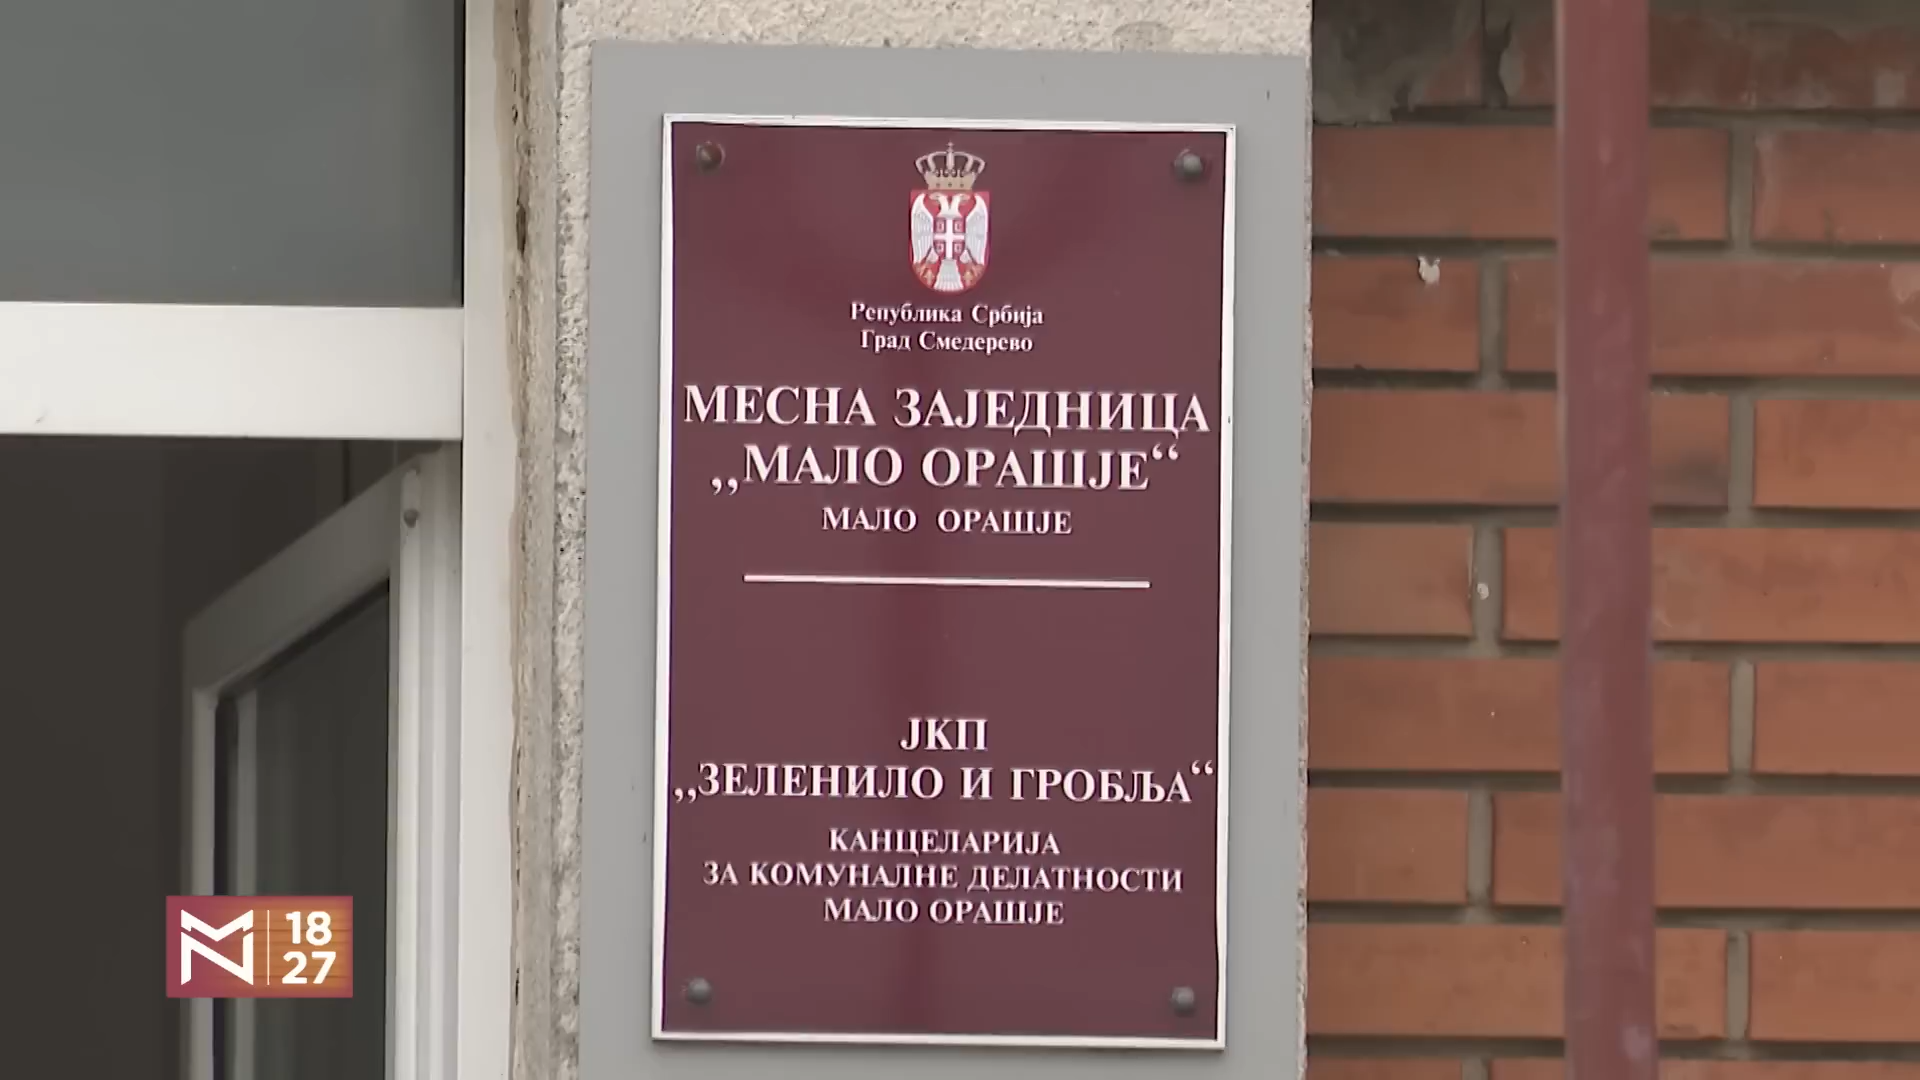 Република Србија
Град Смедерево
МЕСНА ЗАЈЕДНИЦА
„МАЛО ОРАШЈЕ“
МАЛО ОРАШЈЕ
ЈКП
„ЗЕЛЕНИЛО И ГРОБЉА“
КАНЦЕЛАРИЈА
ЗА КОМУНАЛНЕ ДЕЛАТНОСТИ
МАЛО ОРАШЈЕ
18
27